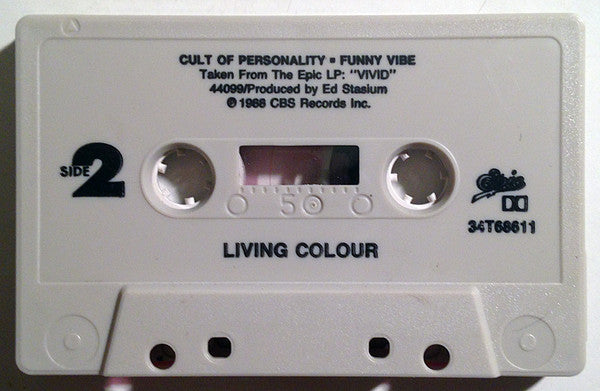 CULT OF PERSONALITY • FUNNY VIBE
Taken From The Epic LP: "VIVID"
44099/Produced by Ed Stasium
℗ 1988 CBS Records Inc.
SIDE 2
50
Epic
34T68611
LIVING COLOUR